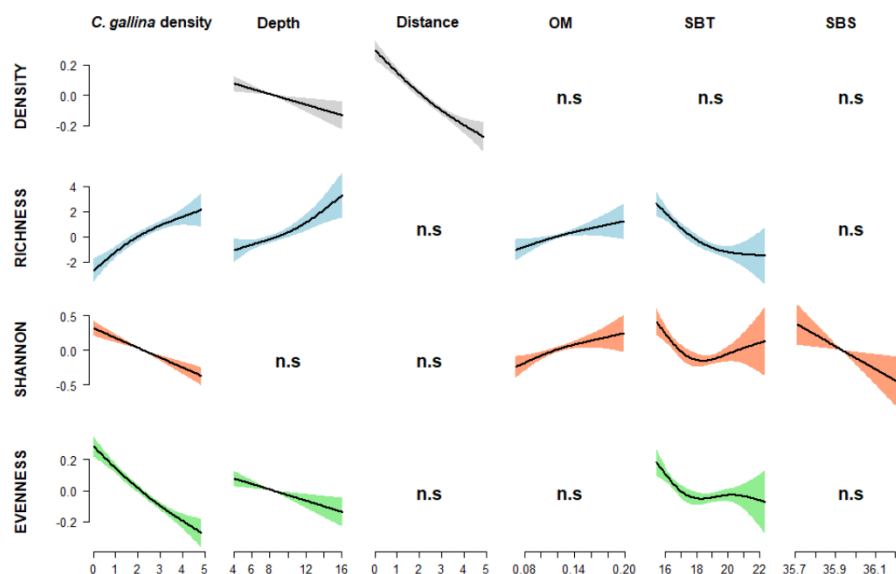 C. gallina density Depth Distance OM SBT SBS
DENSITY
0.2
0.0
-0.2
n.s n.s n.s
RICHNESS
4
2
0
-2
n.s n.s
SHANNON
0.5
0.0
-0.5
n.s n.s
EVENNESS
0.2
0.0
-0.2
n.s n.s n.s
0 1 2 3 4 5 4 6 8 12 16 0 1 2 3 4 5 0.08 0.14 0.20 16 18 20 22 35.7 35.9 36.1